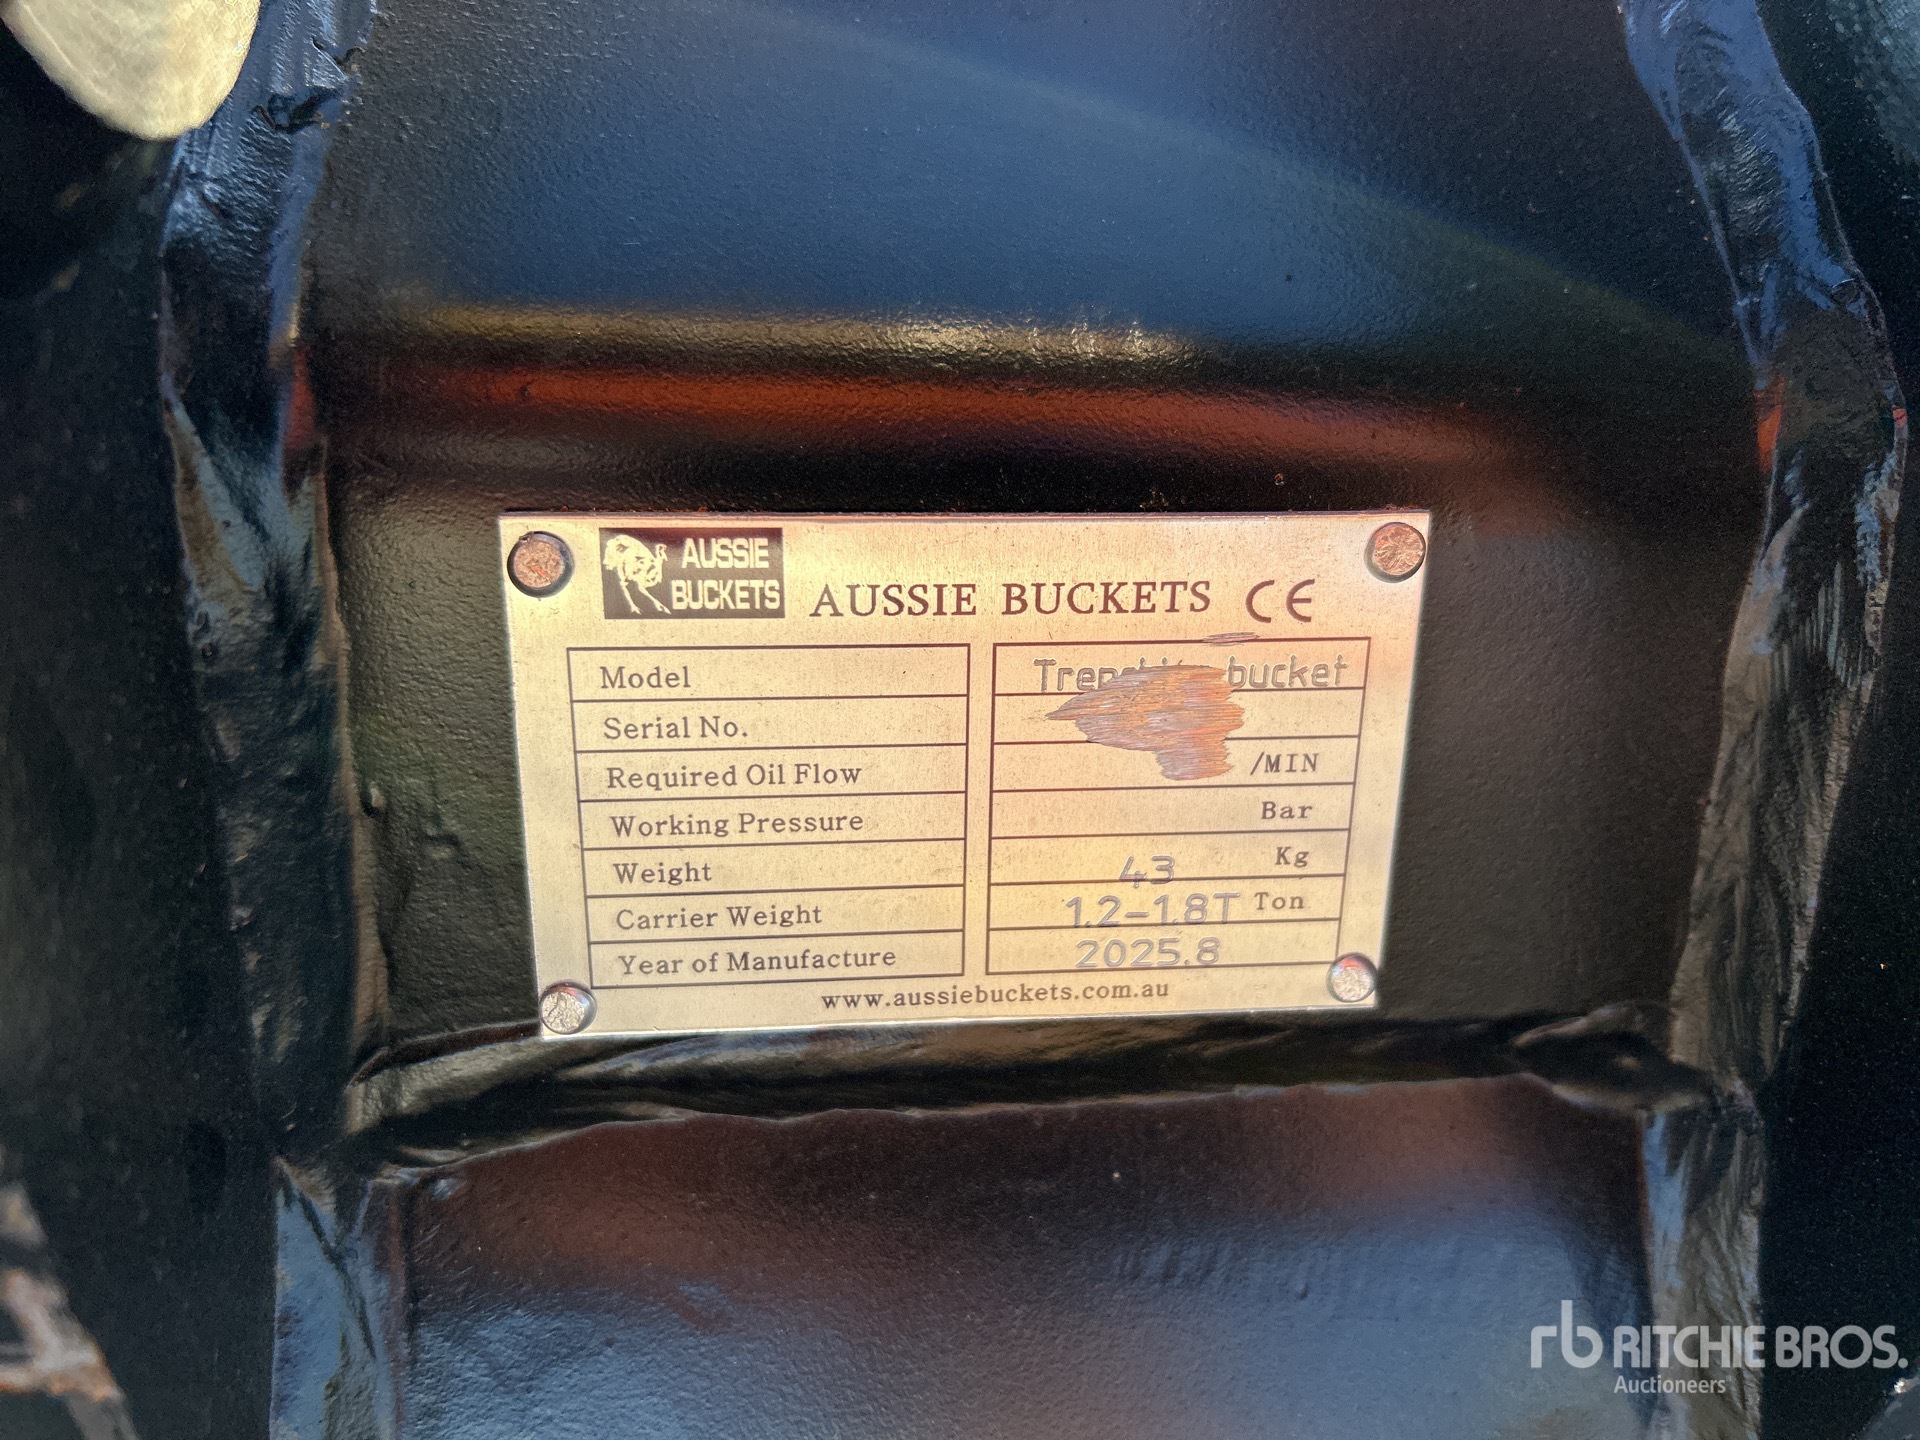 AUSSIE
BUCKETS
AUSSIE BUCKETS CE
Model bucket
Serial No.
Required Oil Flow /MIN
Working Pressure Bar
Weight 43 Kg
Carrier Weight 1.2-1.8T Ton
Year of Manufacture 2025.8
www.aussiebuckets.com.au
rb RITCHIE BROS.
Auctioneers